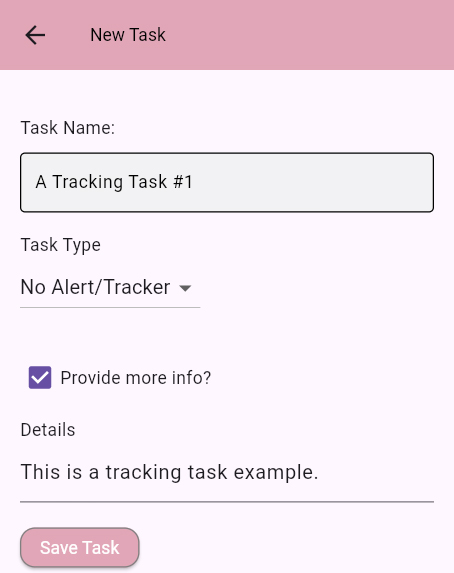 New Task
Task Name:
A Tracking Task #1
Task Type
No Alert/Tracker
Provide more info?
Details
This is a tracking task example.
Save Task